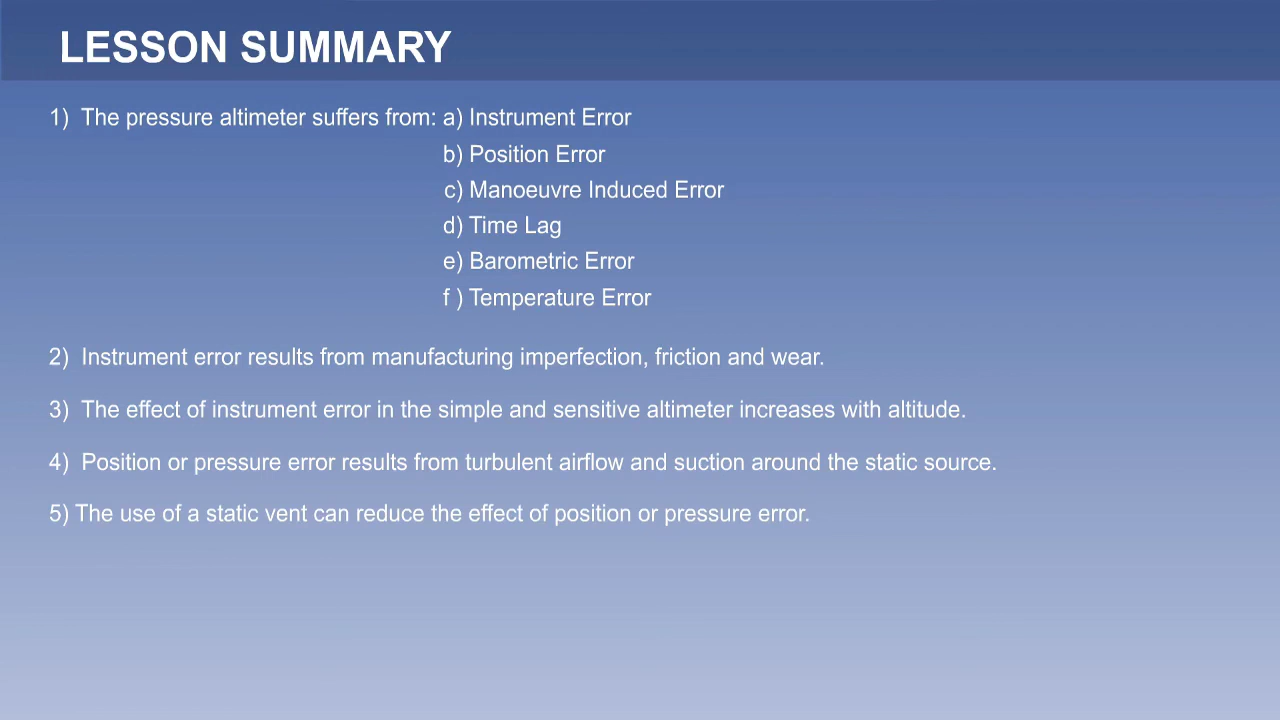 LESSON SUMMARY
1) The pressure altimeter suffers from: a) Instrument Error
b) Position Error
c) Manoeuvre Induced Error
d) Time Lag
e) Barometric Error
f ) Temperature Error
2) Instrument error results from manufacturing imperfection, friction and wear.
3) The effect of instrument error in the simple and sensitive altimeter increases with altitude.
4) Position or pressure error results from turbulent airflow and suction around the static source.
5) The use of a static vent can reduce the effect of position or pressure error.